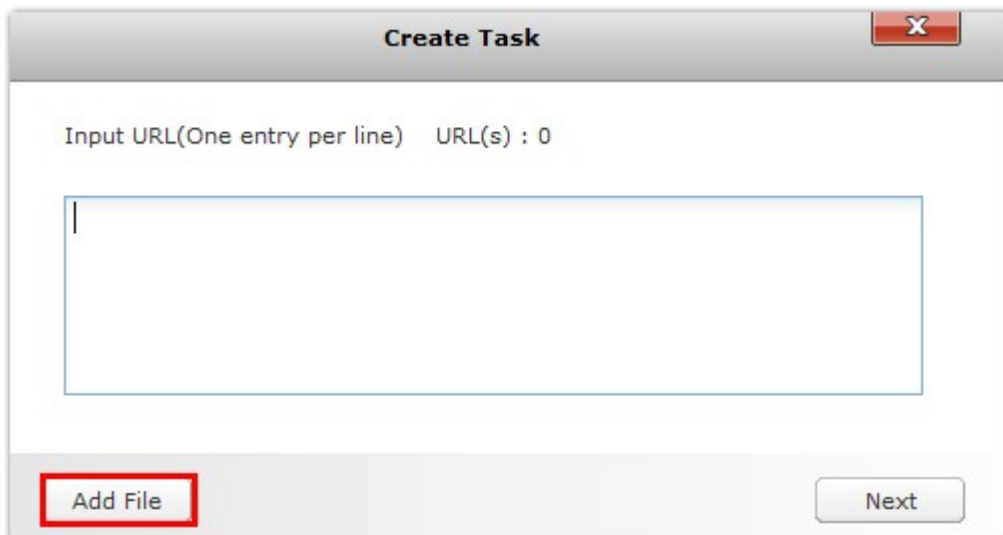 Create Task
X
Input URL(One entry per line) URL(s) : 0
Add File
Next